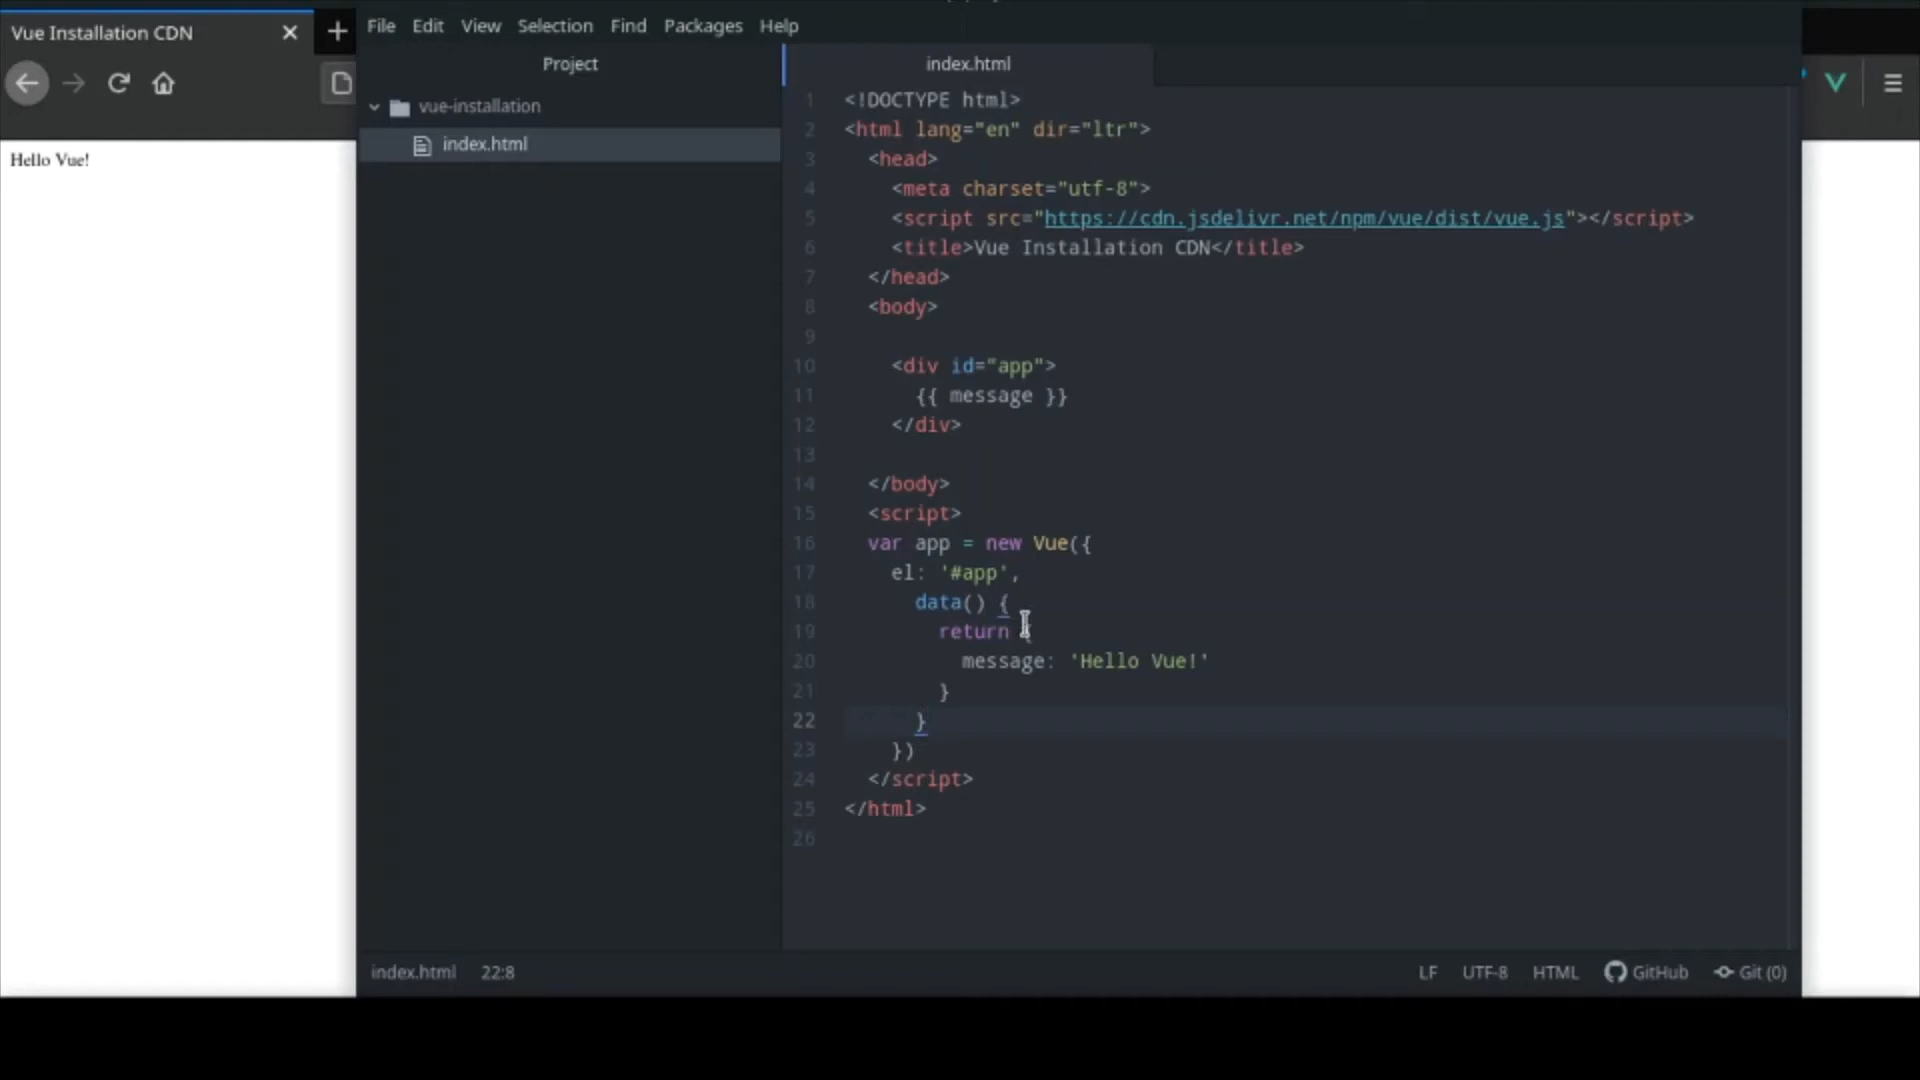 Vue Installation CDN
Hello Vue!
File Edit View Selection Find Packages Help
Project
vue-installation
index.html
index.html
1 <!DOCTYPE html>
2 <html lang="en" dir="ltr">
3 <head>
4 <meta charset="utf-8">
5 <script src="https://cdn.jsdelivr.net/npm/vue/dist/vue.js"></script>
6 <title>Vue Installation CDN</title>
7 </head>
8 <body>
9
10 <div id="app">
11 {{ message }}
12 </div>
13
14 </body>
15 <script>
16 var app = new Vue({
17 el: '#app',
18 data() {
19 return {
20 message: 'Hello Vue!'
21 }
22 }
23 })
24 </script>
25 </html>
26
index.html 22:8 LF UTF-8 HTML GitHub Git (0)